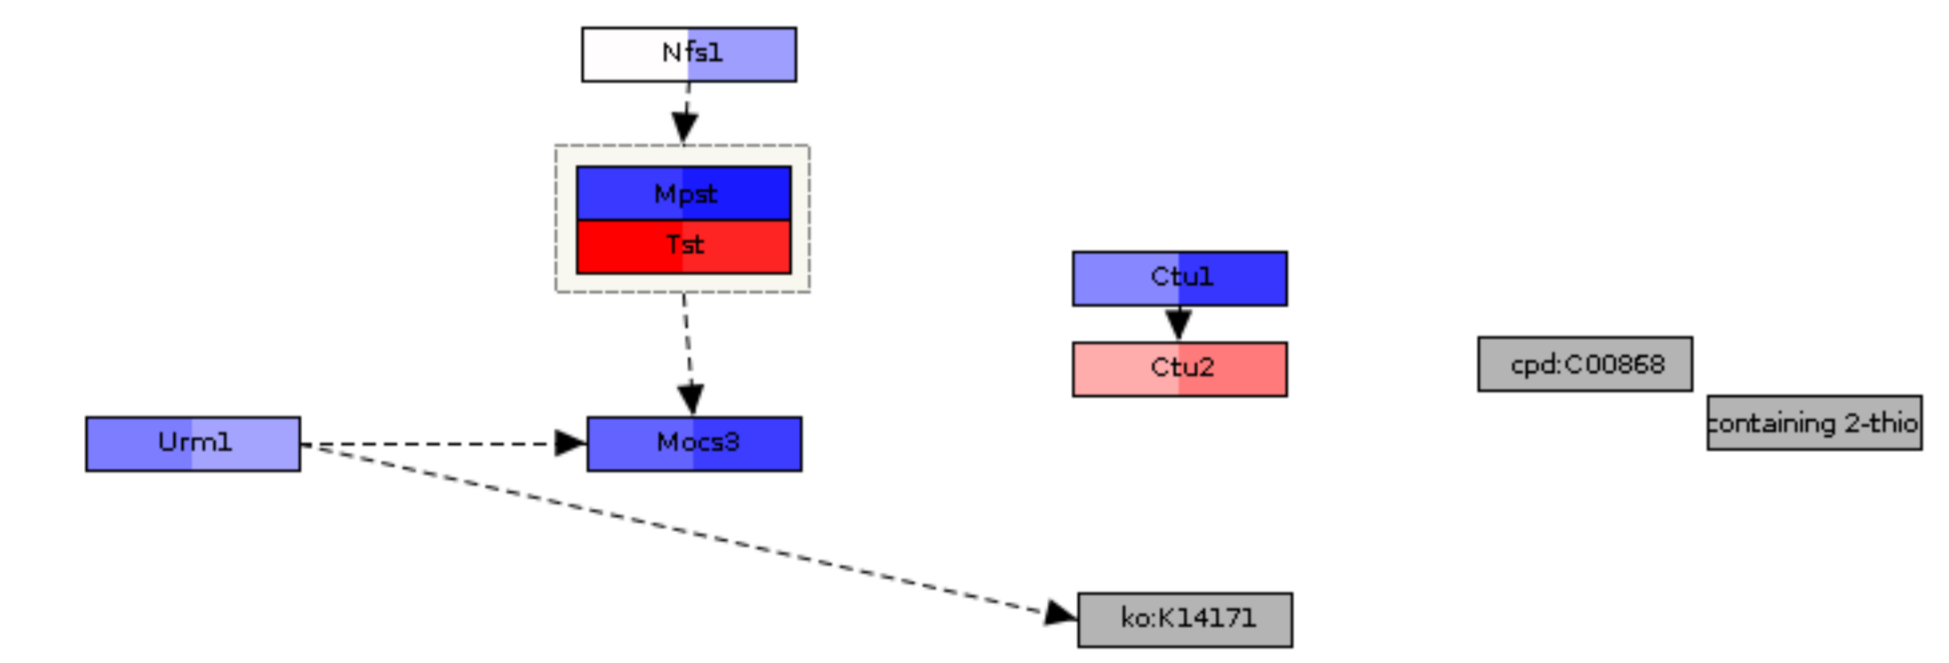 Nfs1
Mpst
Tst
Ctu1
Ctu2
cpd:C00868
containing 2-thio
Urm1
Mocs3
ko:K14171